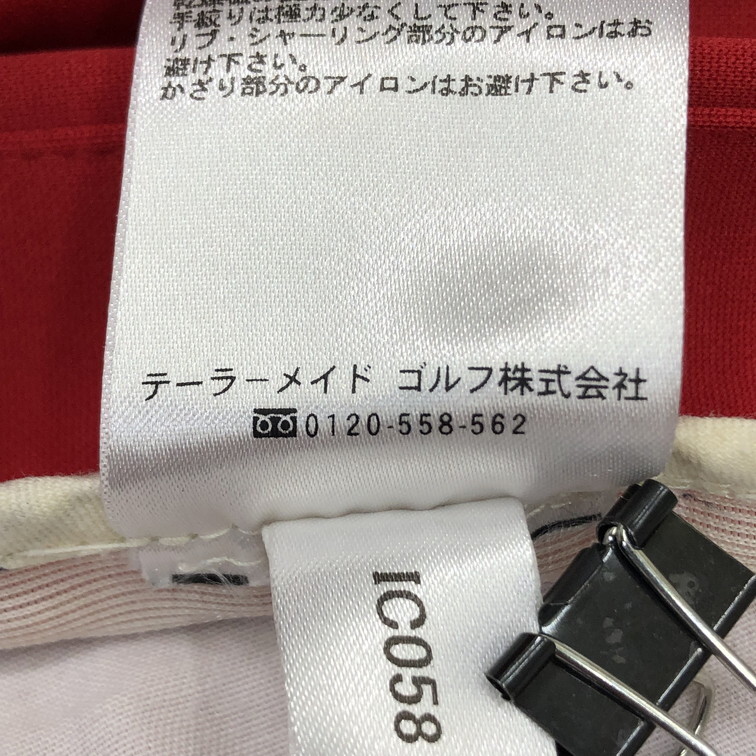 手絞りは極力少なくして下さい。
リブ・シャーリング部分のアイロンはお
避け下さい。
かざり部分のアイロンはお避け下さい。
テーラーメイド ゴルフ株式会社
0120-558-562
IC058